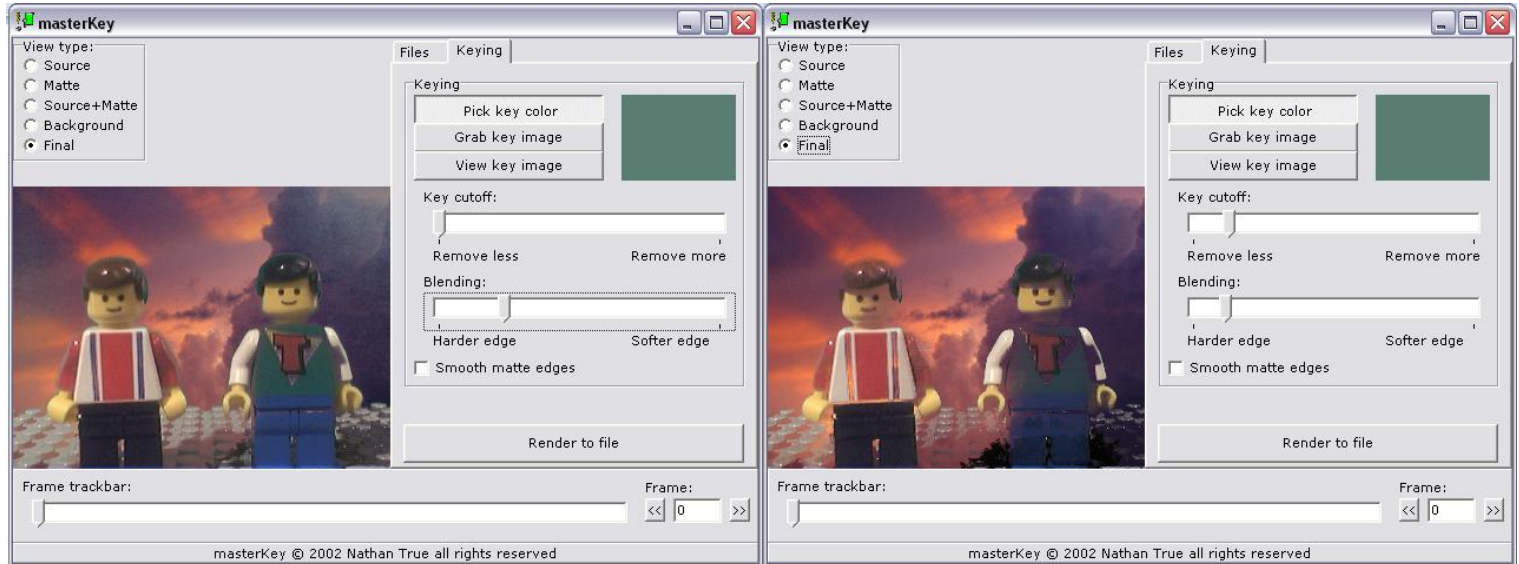 masterKey
View type:
Source
Matte
Source+Matte
Background
Final
Files Keying
Keying
Pick key color
Grab key image
View key image
Key cutoff:
Remove less Remove more
Blending:
Harder edge Softer edge
Smooth matte edges
T
Render to file
Frame trackbar:
Frame:
<< 0 >>
masterKey © 2002 Nathan True all rights reserved
masterKey
View type:
Source
Matte
Source+Matte
Background
Final
Files Keying
Keying
Pick key color
Grab key image
View key image
Key cutoff:
Remove less Remove more
Blending:
Harder edge Softer edge
Smooth matte edges
T
Render to file
Frame trackbar:
Frame:
<< 0 >>
masterKey © 2002 Nathan True all rights reserved